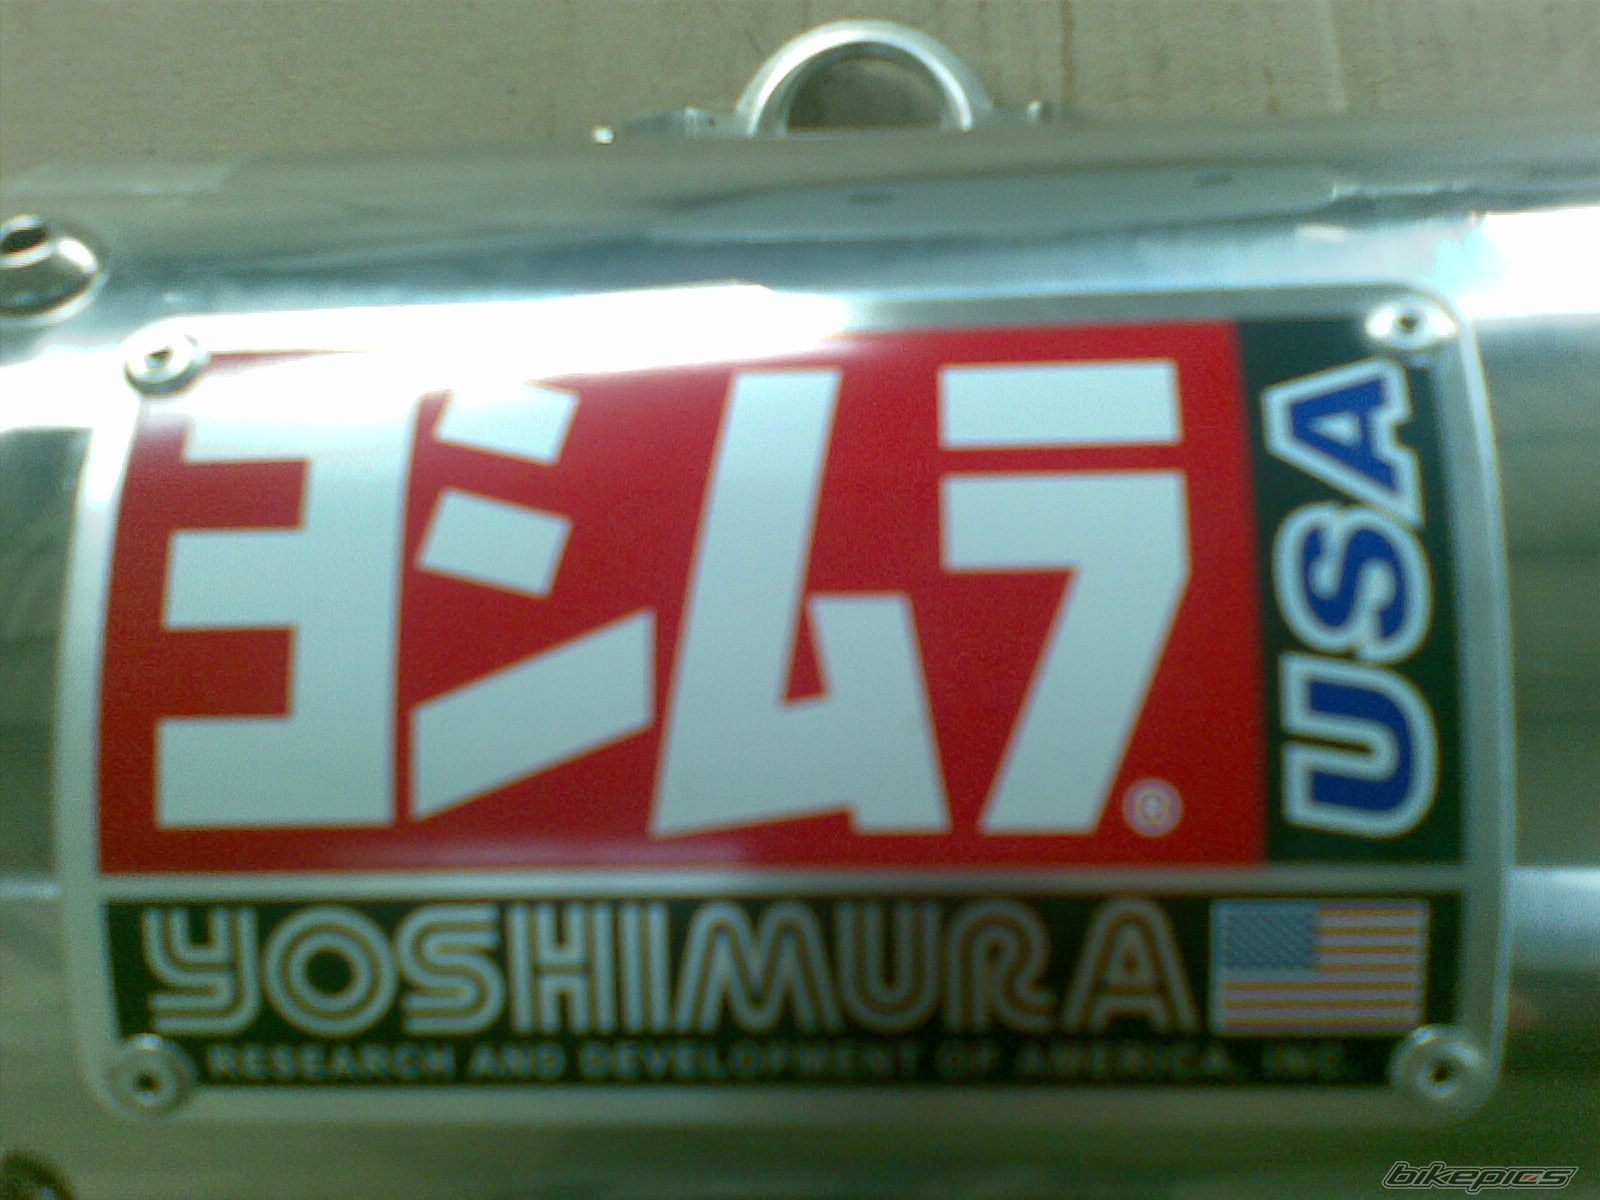 ヨシムラ®
USA
YOSHIMURA
RESEARCH AND DEVELOPMENT OF AMERICA, INC.
bikepics